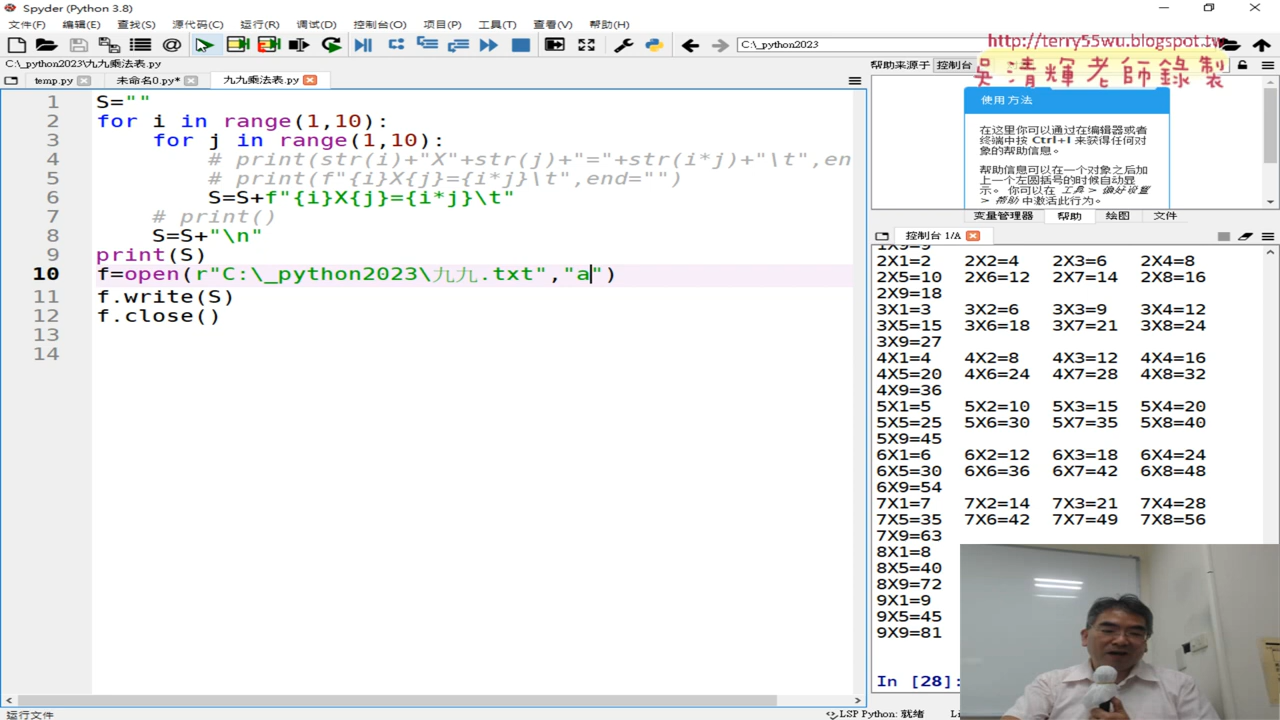 Spyder (Python 3.8)
文件(F) 编辑(E) 查找(S) 源代码(C) 运行(R) 调试(D) 控制台(O) 项目(P) 工具(T) 查看(V) 帮助(H)
C:\_python2023
http://terry55wu.blogspot.tw
吳清輝老師錄製
C:\_python2023\九九乘法表.py
temp.py 未命名0.py* 九九乘法表.py
1 S=""
2 for i in range(1,10):
3 for j in range(1,10):
4 # print(str(i)+"X"+str(j)+"="+str(i*j)+"\t",en
5 # print(f"{i}X{j}={i*j}\t",end="")
6 S=S+f"{i}X{j}={i*j}\t"
7 # print()
8 S=S+"\n"
9 print(S)
10 f=open(r"C:\_python2023\九九.txt","a")
11 f.write(S)
12 f.close()
13
14
帮助来源于 控制台
使用方法
在这里你可以通过在编辑器或者
终端中按 Ctrl+I 来获得任何对
象的帮助信息。
帮助信息可以在一个对象之后加
上一个左圆括号的时候自动显
示。 你可以在 工具 > 偏好设置
> 帮助 中激活此行为。
变量管理器 帮助 绘图 文件
控制台 1/A
1X9=9
2X1=2 2X2=4 2X3=6 2X4=8
2X5=10 2X6=12 2X7=14 2X8=16
2X9=18
3X1=3 3X2=6 3X3=9 3X4=12
3X5=15 3X6=18 3X7=21 3X8=24
3X9=27
4X1=4 4X2=8 4X3=12 4X4=16
4X5=20 4X6=24 4X7=28 4X8=32
4X9=36
5X1=5 5X2=10 5X3=15 5X4=20
5X5=25 5X6=30 5X7=35 5X8=40
5X9=45
6X1=6 6X2=12 6X3=18 6X4=24
6X5=30 6X6=36 6X7=42 6X8=48
6X9=54
7X1=7 7X2=14 7X3=21 7X4=28
7X5=35 7X6=42 7X7=49 7X8=56
7X9=63
8X1=8
8X5=40
8X9=72
9X1=9
9X5=45
9X9=81
In [28]:
运行文件
LSP Python: 就绪